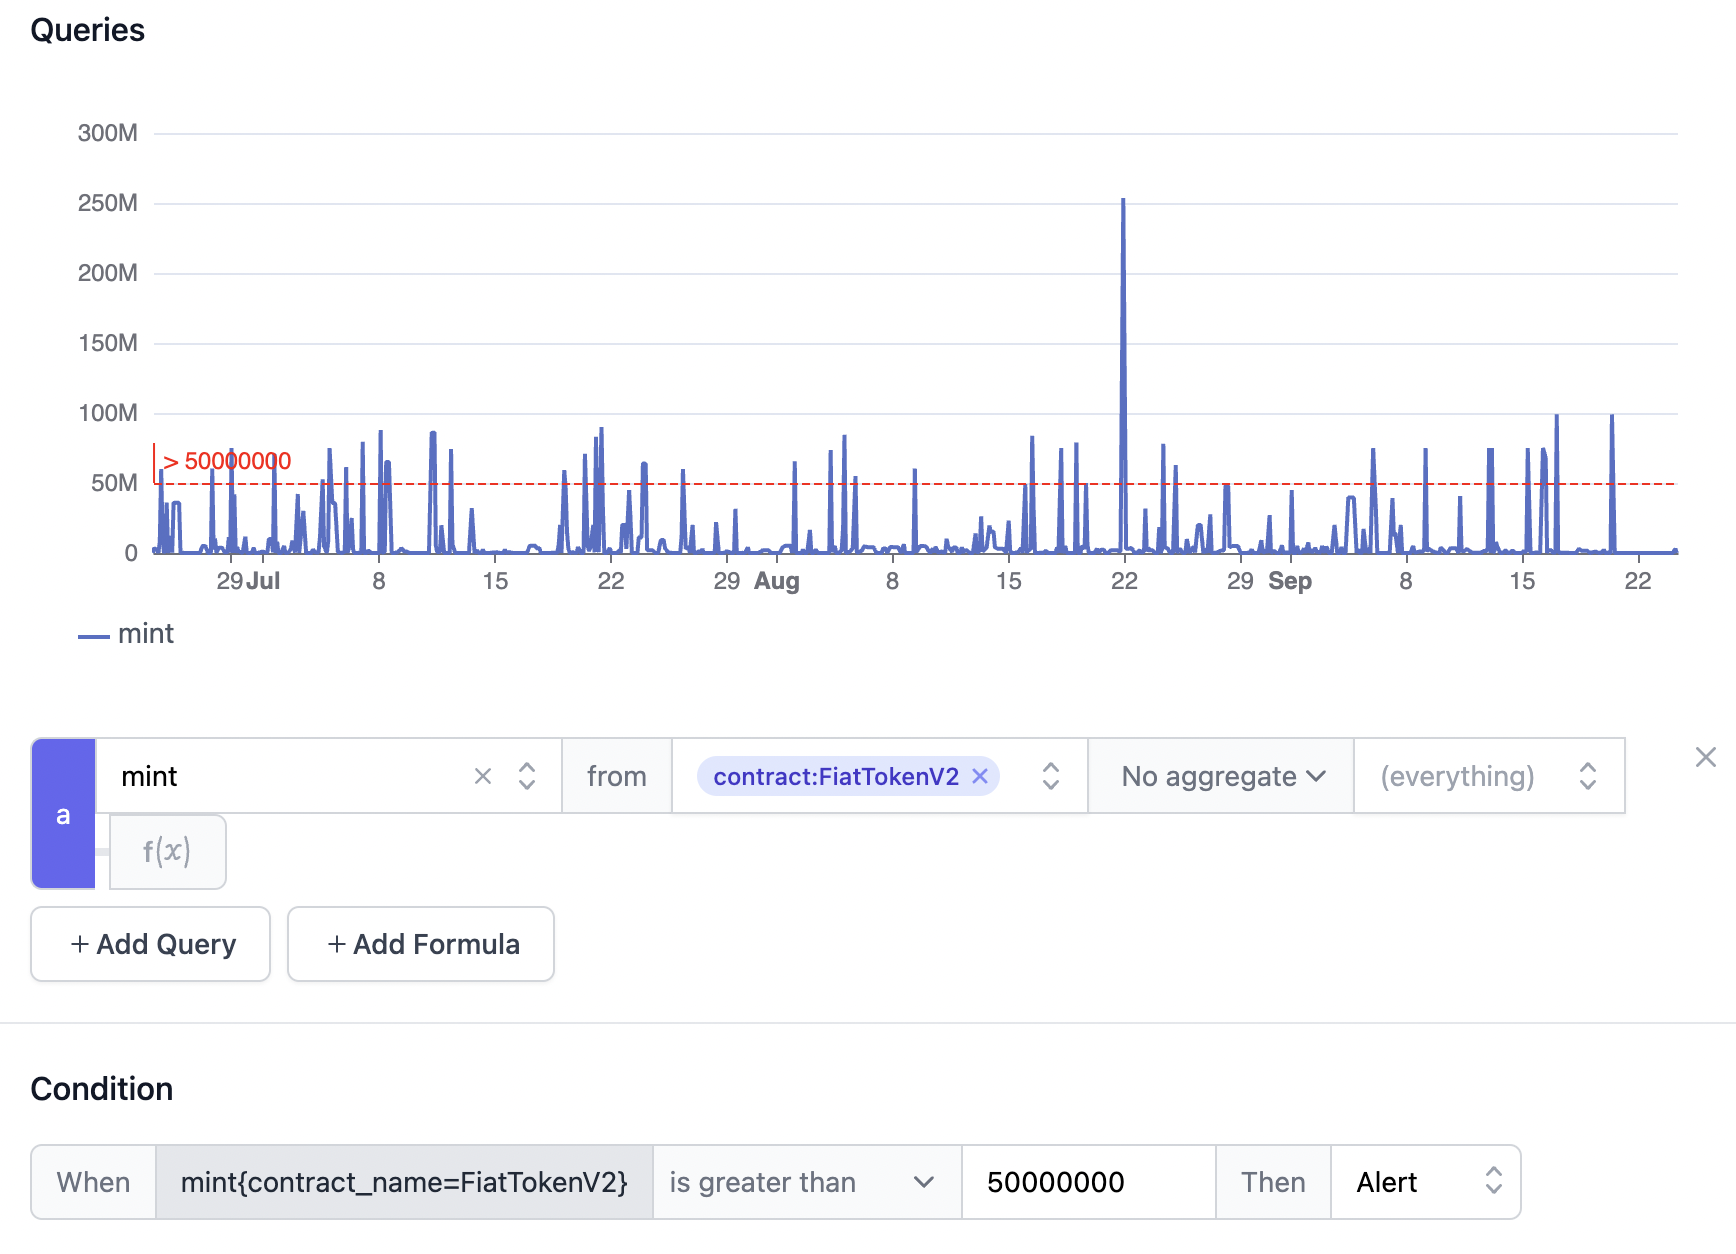 Queries
300M
250M
200M
150M
100M
> 50000000
50M
0
29 Jul 8 15 22 29 Aug 8 15 22 29 Sep 8 15 22
mint
a mint from contract:FiatTokenV2 No aggregate (everything)
f(x)
+ Add Query + Add Formula
Condition
When mint{contract_name=FiatTokenV2} is greater than 50000000 Then Alert